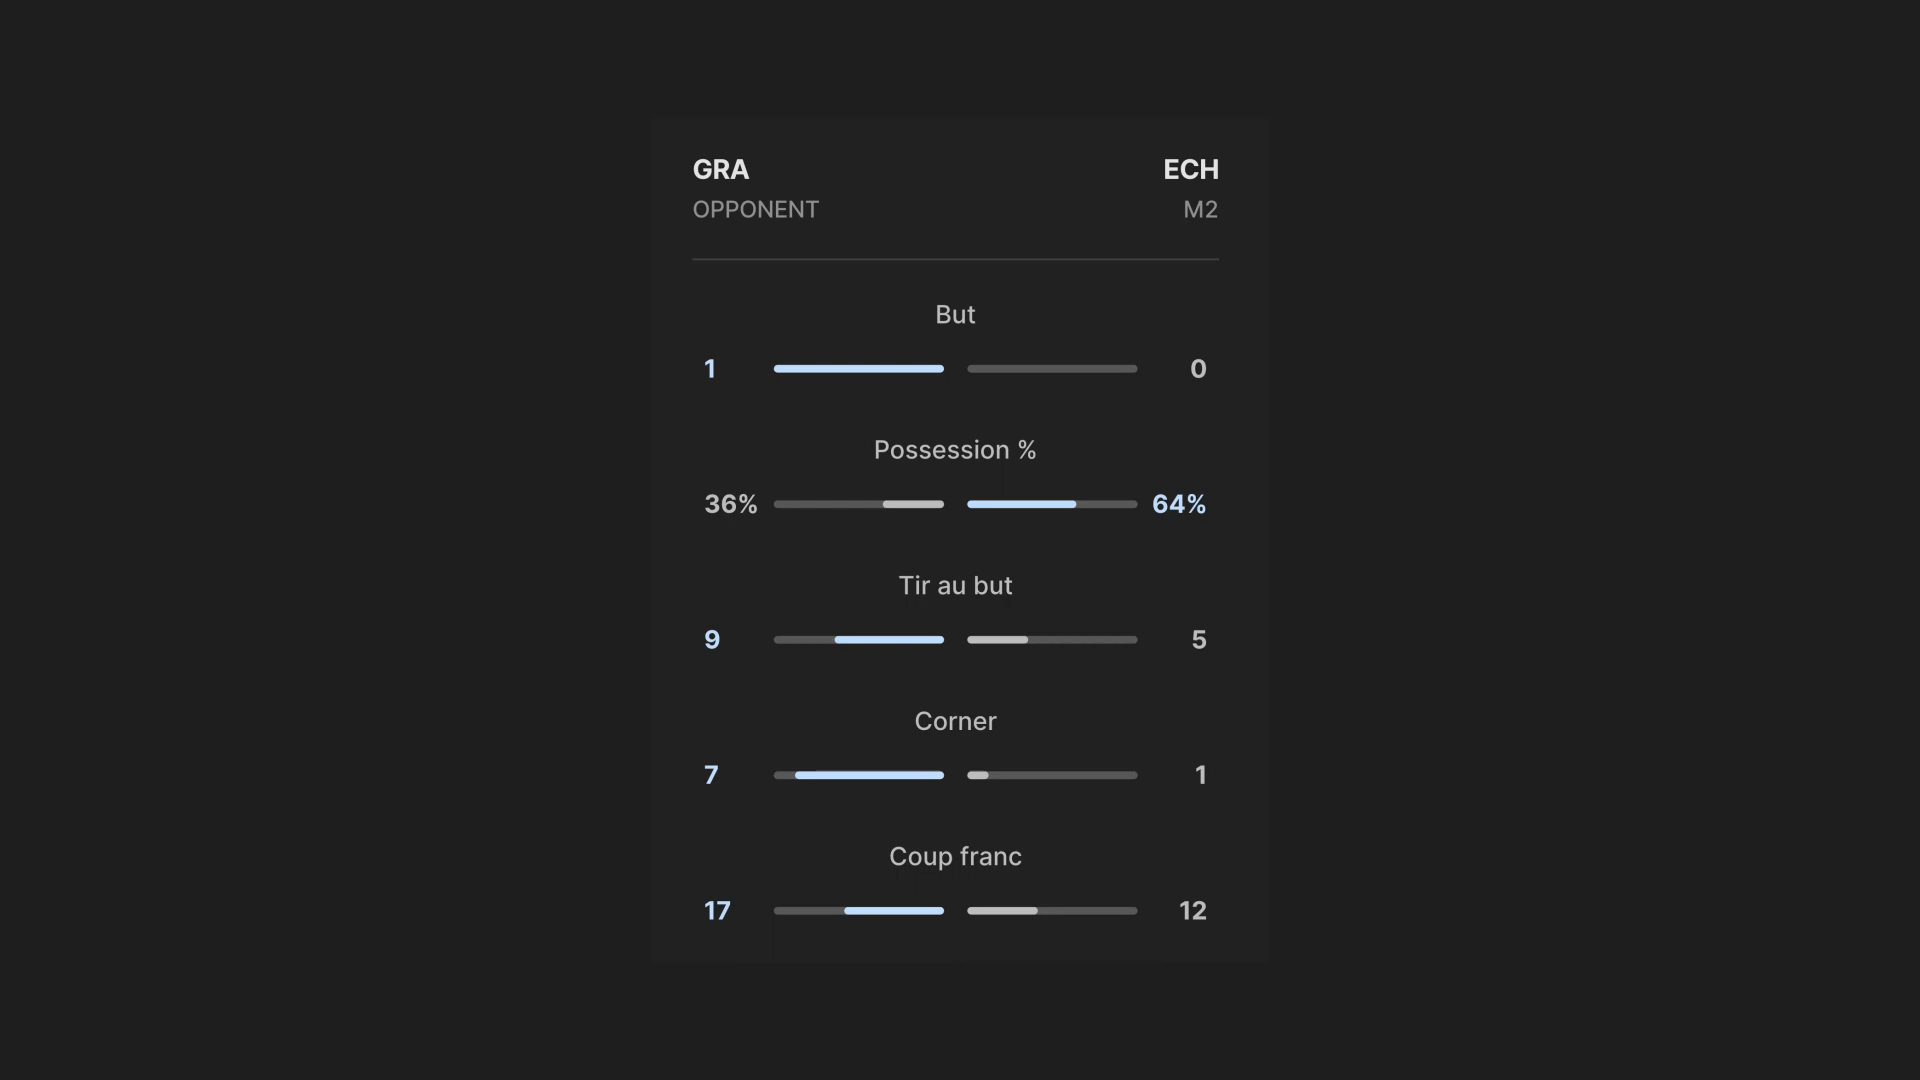 GRA ECH
OPPONENT M2
But
1 0
Possession %
36% 64%
Tir au but
9 5
Corner
7 1
Coup franc
17 12